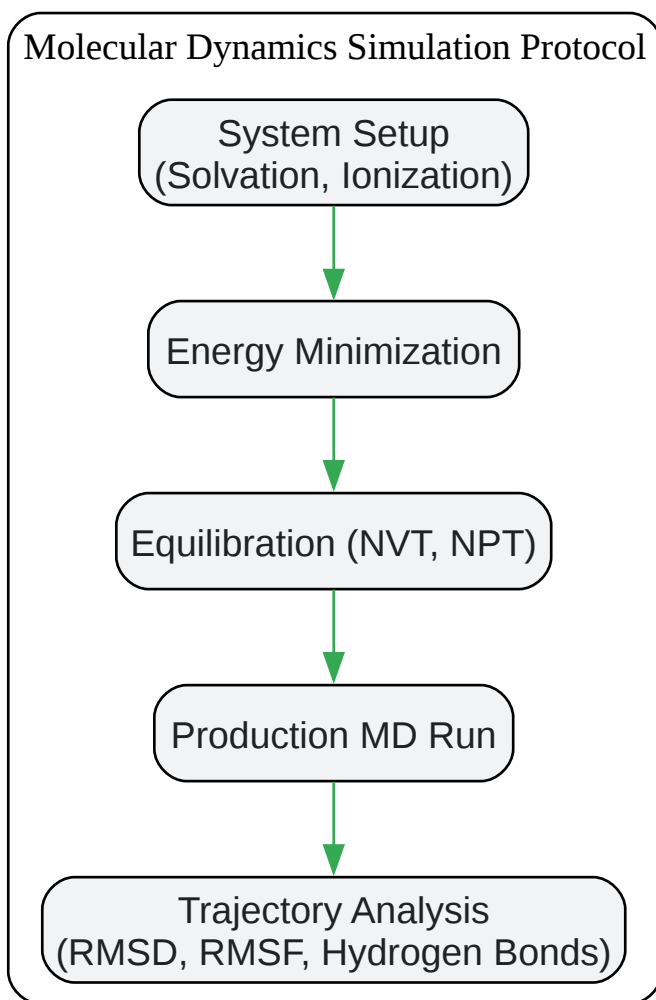 Molecular Dynamics Simulation Protocol
System Setup
(Solvation, Ionization)
Energy Minimization
Equilibration (NVT, NPT)
Production MD Run
Trajectory Analysis
(RMSD, RMSF, Hydrogen Bonds)